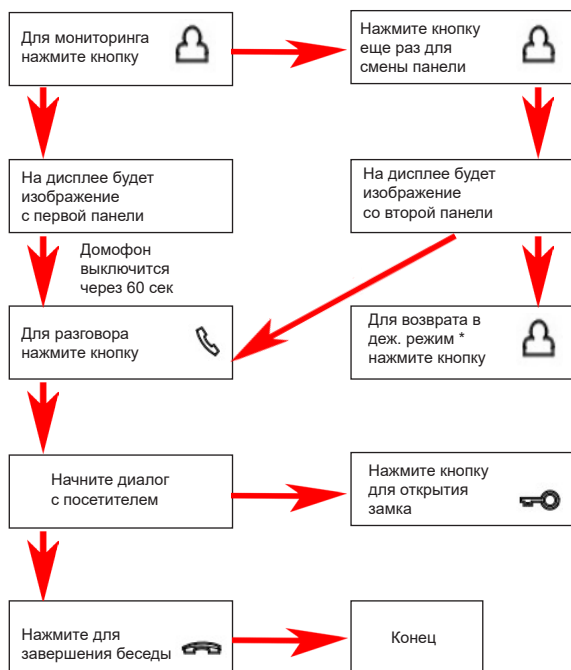 Для мониторинга
нажмите кнопку
Нажмите кнопку
еще раз для
смены панели
На дисплее будет
изображение
с первой панели
На дисплее будет
изображение
со второй панели
Домофон
выключится
через 60 сек
Для разговора
нажмите кнопку
Для возврата в
деж. режим *
нажмите кнопку
Начните диалог
с посетителем
Нажмите кнопку
для открытия
замка
Нажмите для
завершения беседы
Конец